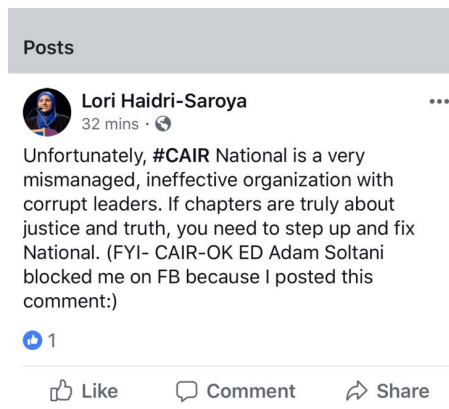 Posts
Lori Haidri-Saroya
32 mins ·
Unfortunately, #CAIR National is a very
mismanaged, ineffective organization with
corrupt leaders. If chapters are truly about
justice and truth, you need to step up and fix
National. (FYI- CAIR-OK ED Adam Soltani
blocked me on FB because I posted this
comment:)
1
Like Comment Share